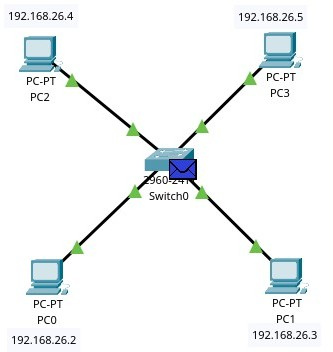 192.168.26.4
192.168.26.5
PC-PT
PC2
PC-PT
PC3
Switch0
PC-PT
PC0
PC-PT
PC1
192.168.26.2
192.168.26.3